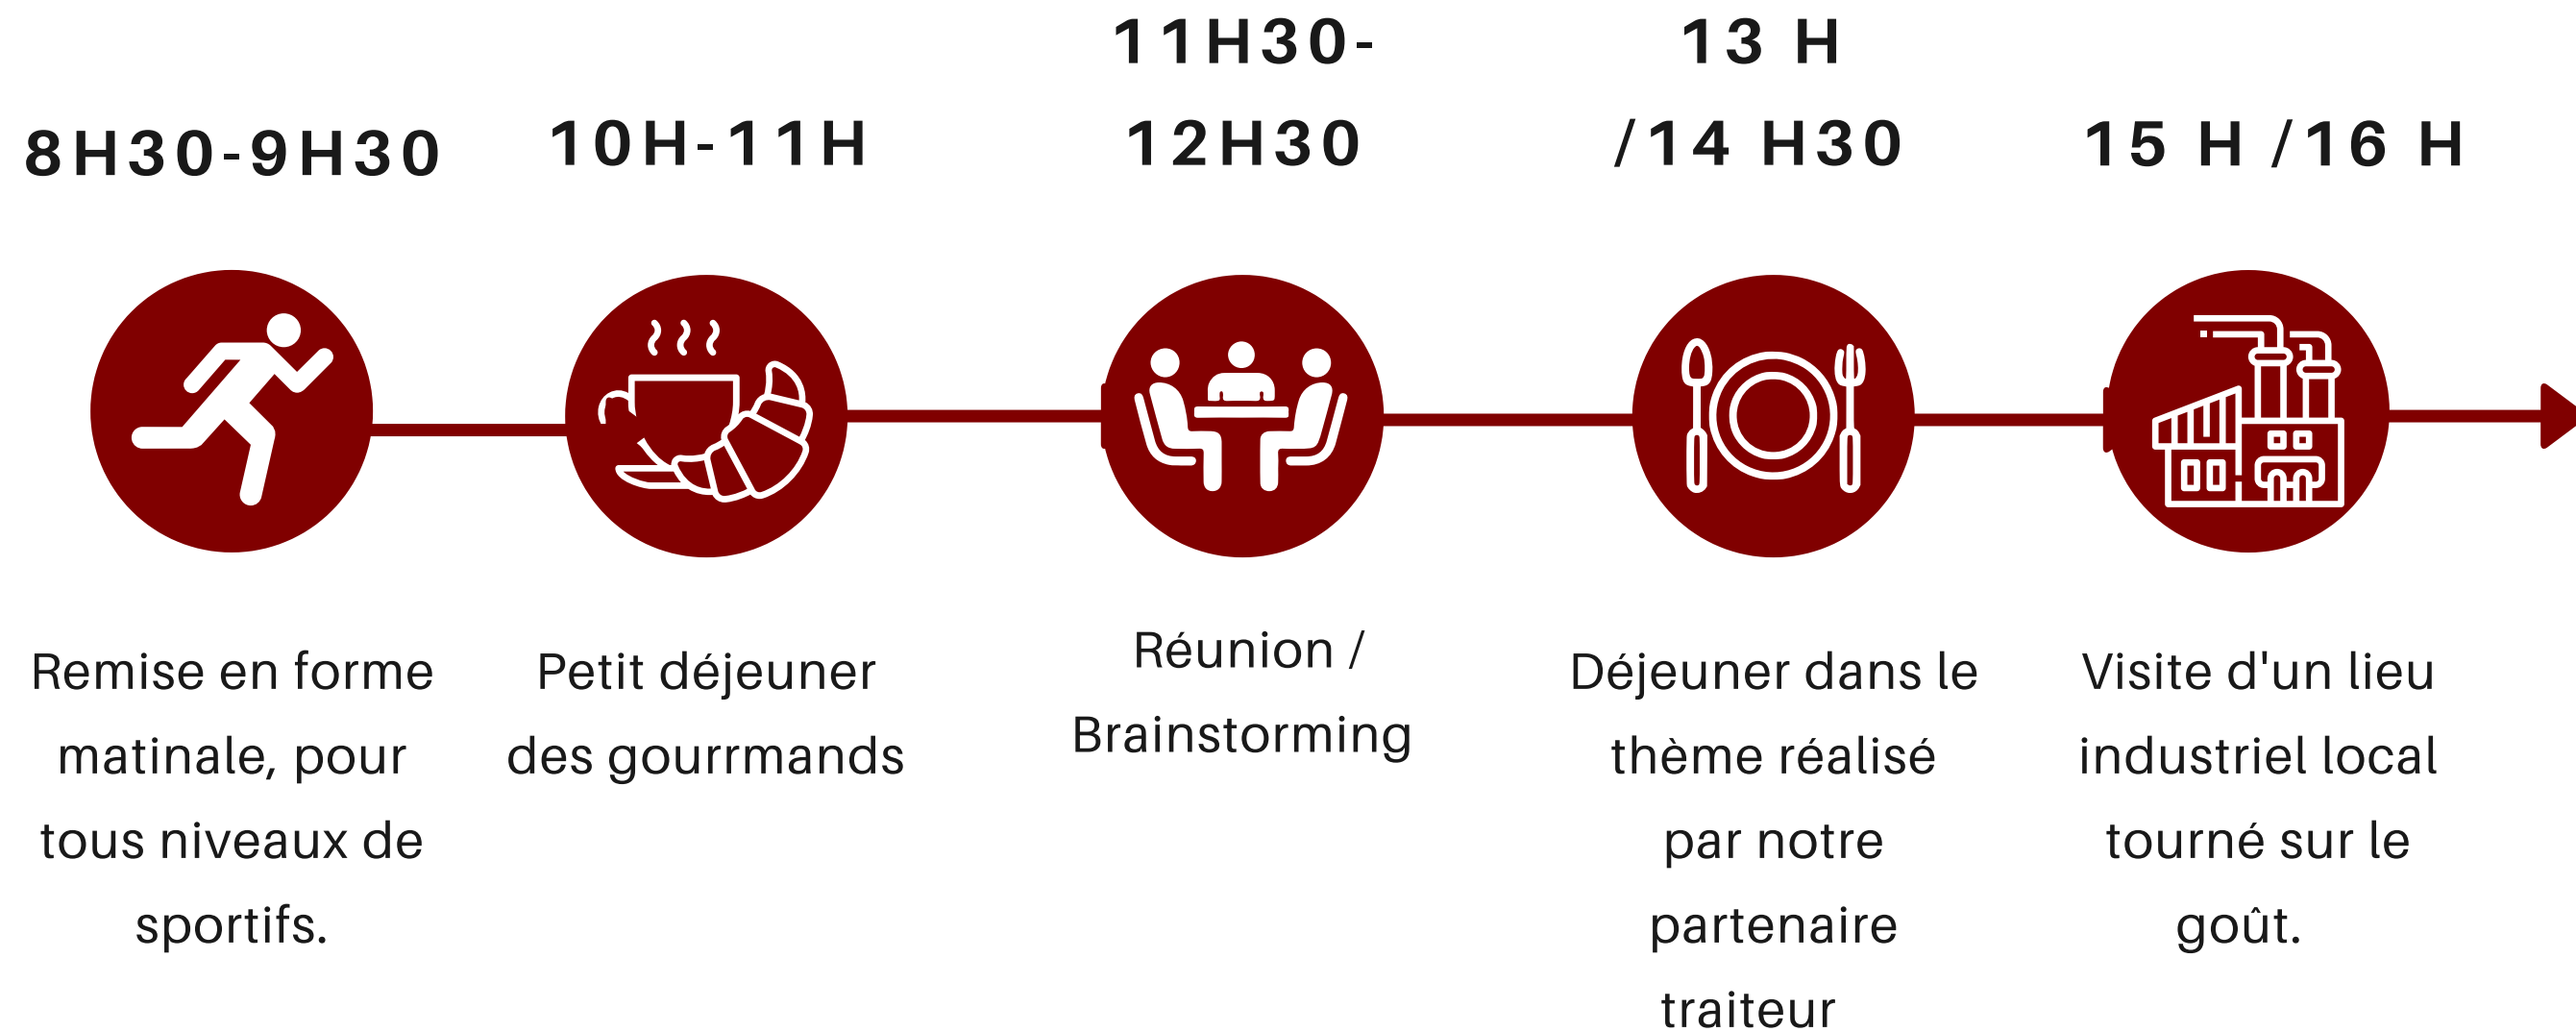 8H30-9H30
Remise en forme
matinale, pour
tous niveaux de
sportifs.
10H-11H
Petit déjeuner
des gourrmands
11H30-
12H30
Réunion /
Brainstorming
13 H
/14 H30
Déjeuner dans le
thème réalisé
par notre
partenaire
traiteur
15 H /16 H
Visite d'un lieu
industriel local
tourné sur le
goût.